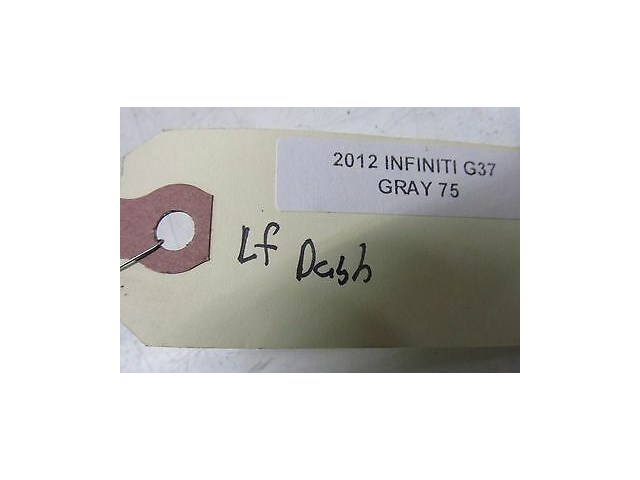 2012 INFINITI G37
GRAY 75
Lf Dash